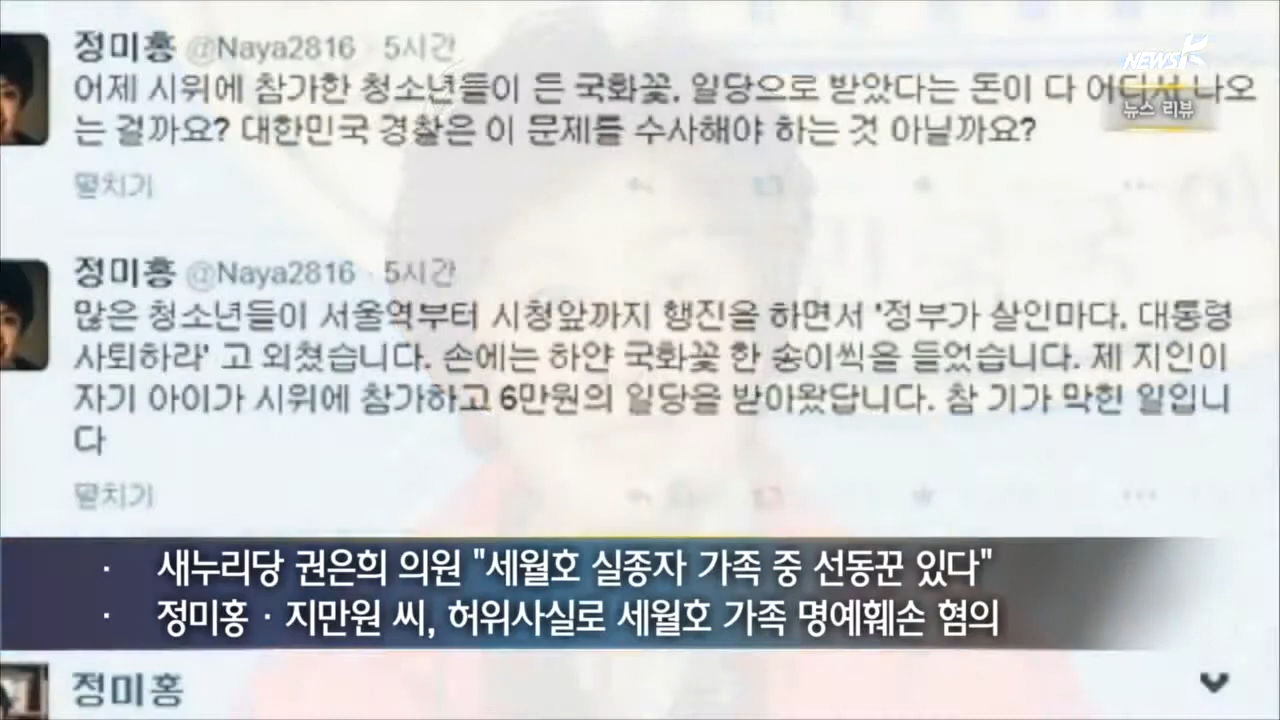 정미홍 @Naya2816 · 5시간
NEWS K
어제 시위에 참가한 청소년들이 든 국화꽃, 일당으로 받았다는 돈이 다 어디서 나오
뉴스 리뷰
는 걸까요? 대한민국 경찰은 이 문제를 수사해야 하는 것 아닐까요?
펼치기
정미홍 @Naya2816 · 5시간
많은 청소년들이 서울역부터 시청앞까지 행진을 하면서 '정부가 살인마다, 대통령
사퇴하라' 고 외쳤습니다. 손에는 하얀 국화꽃 한 송이씩을 들었습니다. 제 지인이
자기 아이가 시위에 참가하고 6만원의 일당을 받아왔답니다. 참 기가 막힌 일입니
다
펼치기
· 새누리당 권은희 의원 "세월호 실종자 가족 중 선동꾼 있다"
· 정미홍 · 지만원 씨, 허위사실로 세월호 가족 명예훼손 혐의
정미홍